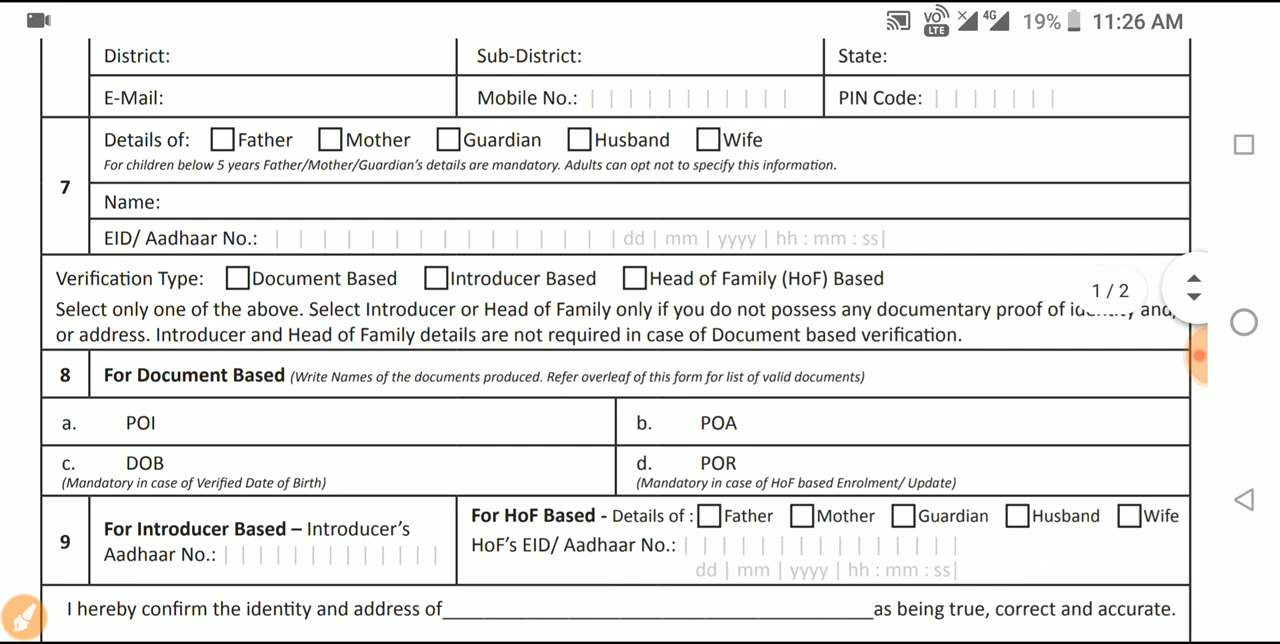 VO LTE 4G 19% 11:26 AM
District: Sub-District: State:
E-Mail: Mobile No.: PIN Code:
7
Details of: Father Mother Guardian Husband Wife
For children below 5 years Father/Mother/Guardian's details are mandatory. Adults can opt not to specify this information.
Name:
EID/ Aadhaar No.: dd | mm | yyyy | hh : mm : ss|
Verification Type: Document Based Introducer Based Head of Family (HoF) Based
1 / 2
Select only one of the above. Select Introducer or Head of Family only if you do not possess any documentary proof of and/
or address. Introducer and Head of Family details are not required in case of Document based verification.
8 For Document Based (Write Names of the documents produced. Refer overleaf of this form for list of valid documents)
a. POI b. POA
c. DOB d. POR
(Mandatory in case of Verified Date of Birth) (Mandatory in case of HoF based Enrolment/ Update)
9
For Introducer Based – Introducer's
Aadhaar No.:
For HoF Based - Details of : Father Mother Guardian Husband Wife
HoF's EID/ Aadhaar No.:
dd | mm | yyyy | hh : mm : ss|
I hereby confirm the identity and address of_______________________________________as being true, correct and accurate.